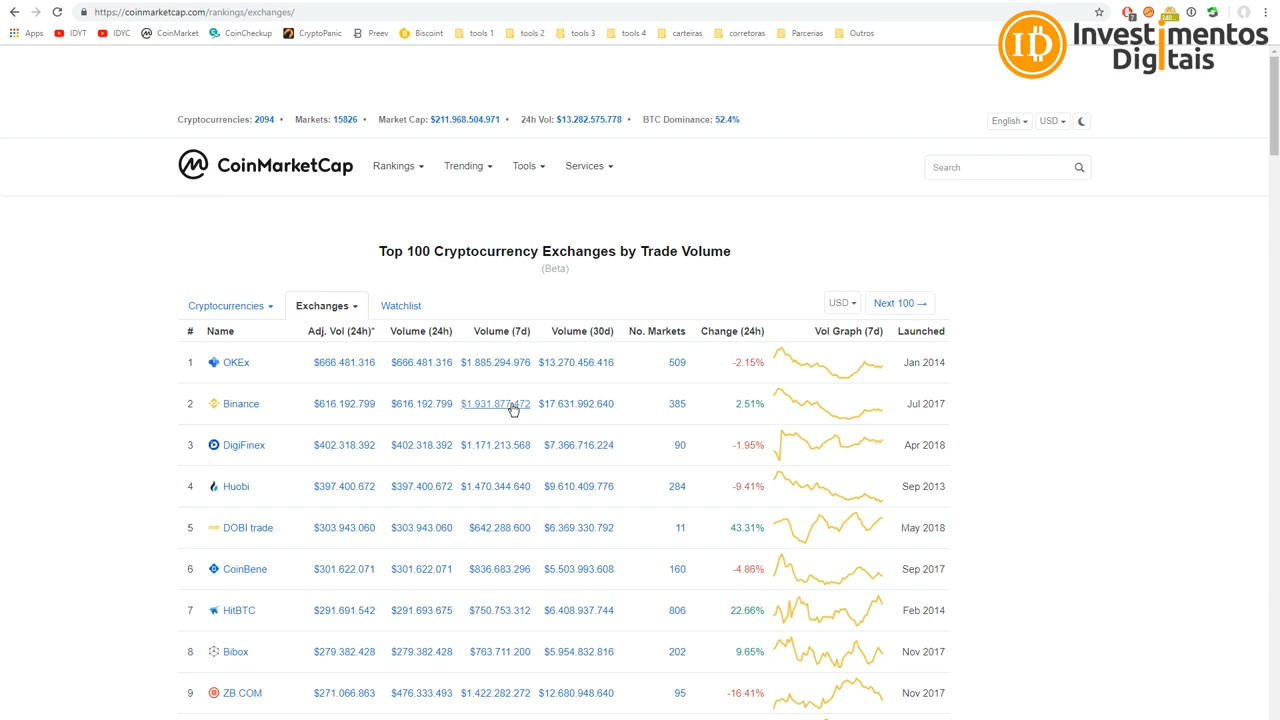 https://coinmarketcap.com/rankings/exchanges/
Apps IDYT IDYC CoinMarket CoinCheckup CryptoPanic Preev Biscoint tools 1 tools 2 tools 3 tools 4 carteiras corretoras Parcerias Outros
ID Investimentos Digitais
Cryptocurrencies: 2094 • Markets: 15826 • Market Cap: $211.968.504.971 • 24h Vol: $13.282.575.778 • BTC Dominance: 52.4%
English USD
CoinMarketCap Rankings Trending Tools Services Search
Top 100 Cryptocurrency Exchanges by Trade Volume
(Beta)
Cryptocurrencies Exchanges Watchlist USD Next 100 →
# Name Adj. Vol (24h)* Volume (24h) Volume (7d) Volume (30d) No. Markets Change (24h) Vol Graph (7d) Launched
1 OKEx $666.481.316 $666.481.316 $1.885.294.976 $13.270.456.416 509 -2.15% Jan 2014
2 Binance $616.192.799 $616.192.799 $17.631.992.640 385 2.51% Jul 2017
3 DigiFinex $402.318.392 $402.318.392 $1.171.213.568 $7.366.716.224 90 -1.95% Apr 2018
4 Huobi $397.400.672 $397.400.672 $1.470.344.640 $9.610.409.776 284 -9.41% Sep 2013
5 DOBI trade $303.943.060 $303.943.060 $642.288.600 $6.369.330.792 11 43.31% May 2018
6 CoinBene $301.622.071 $301.622.071 $836.683.296 $5.503.993.608 160 -4.86% Sep 2017
7 HitBTC $291.691.542 $291.693.675 $750.753.312 $6.408.937.744 806 22.66% Feb 2014
8 Bibox $279.382.428 $279.382.428 $763.711.200 $5.954.832.816 202 9.65% Nov 2017
9 ZB.COM $271.066.863 $476.333.493 $1.422.282.272 $12.680.948.640 95 -16.41% Nov 2017